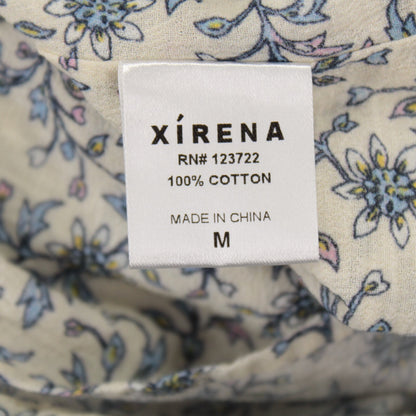 XíRENA
RN# 123722
100% COTTON
MADE IN CHINA
M